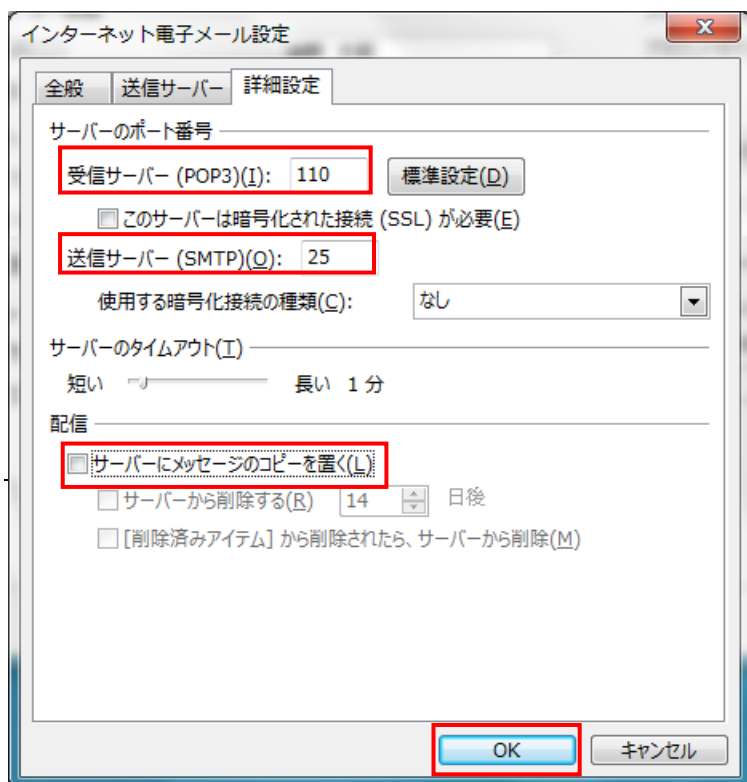 インターネット電子メール設定
全般 送信サーバー 詳細設定
サーバーのポート番号
受信サーバー (POP3)(I): 110 標準設定(D)
このサーバーは暗号化された接続 (SSL) が必要(E)
送信サーバー (SMTP)(O): 25
使用する暗号化接続の種類(C): なし
サーバーのタイムアウト(T)
短い 長い 1 分
配信
サーバーにメッセージのコピーを置く(L)
サーバーから削除する(R) 14 日後
[削除済みアイテム] から削除されたら、サーバーから削除(M)
OK キャンセル